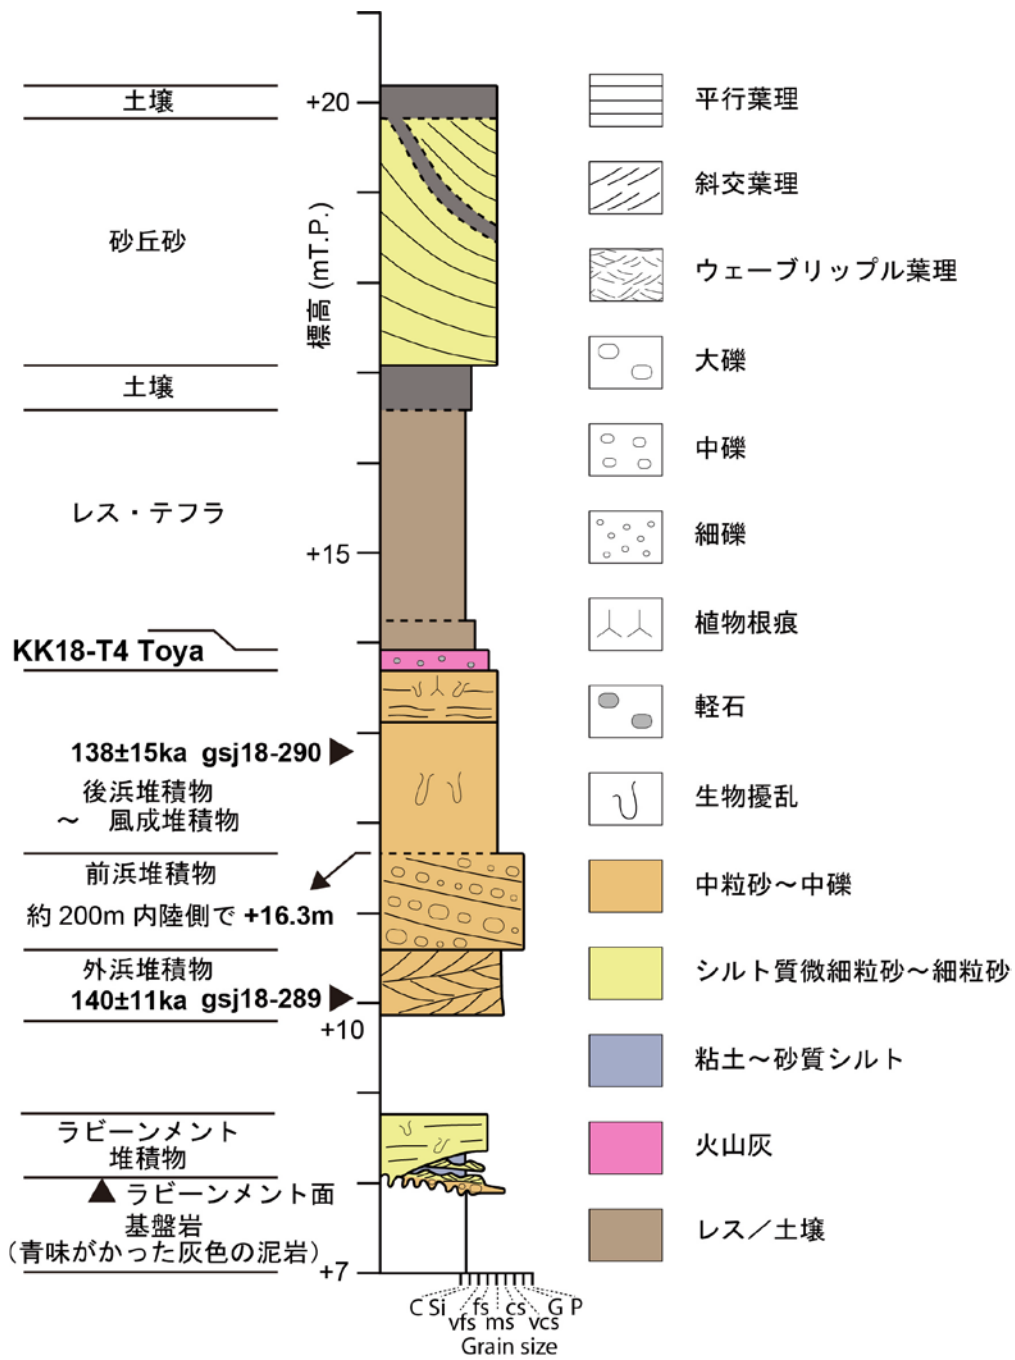 土壌
砂丘砂
土壌
レス・テフラ
KK18-T4 Toya
138±15ka gsj18-290
後浜堆積物
～ 風成堆積物
前浜堆積物
約 200m 内陸側で +16.3m
外浜堆積物
140±11ka gsj18-289
ラビーンメント
堆積物
ラビーンメント面
基盤岩
（青味がかった灰色の泥岩）
標高 (mT.P.)
+20
+15
+10
+7
C Si fs cs G P
vfs ms vcs
Grain size
平行葉理
斜交葉理
ウェーブリップル葉理
大礫
中礫
細礫
植物根痕
軽石
生物擾乱
中粒砂～中礫
シルト質微細粒砂～細粒砂
粘土～砂質シルト
火山灰
レス／土壌